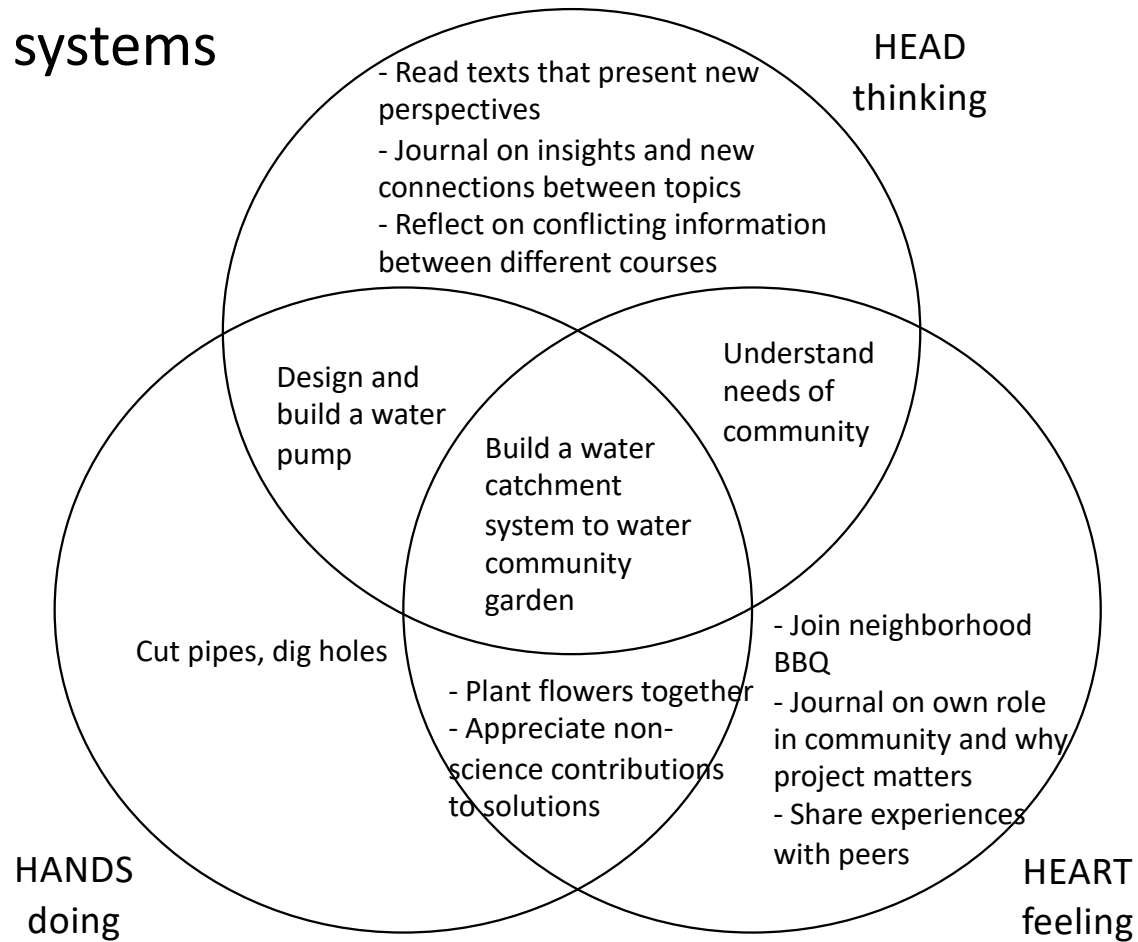 systems
HEAD
thinking
- Read texts that present new
perspectives
- Journal on insights and new
connections between topics
- Reflect on conflicting information
between different courses
Design and
build a water
pump
Understand
needs of
community
Build a water
catchment
system to water
community
garden
Cut pipes, dig holes
- Plant flowers together
- Appreciate non-
science contributions
to solutions
- Join neighborhood
BBQ
- Journal on own role
in community and why
project matters
- Share experiences
with peers
HANDS
doing
HEART
feeling